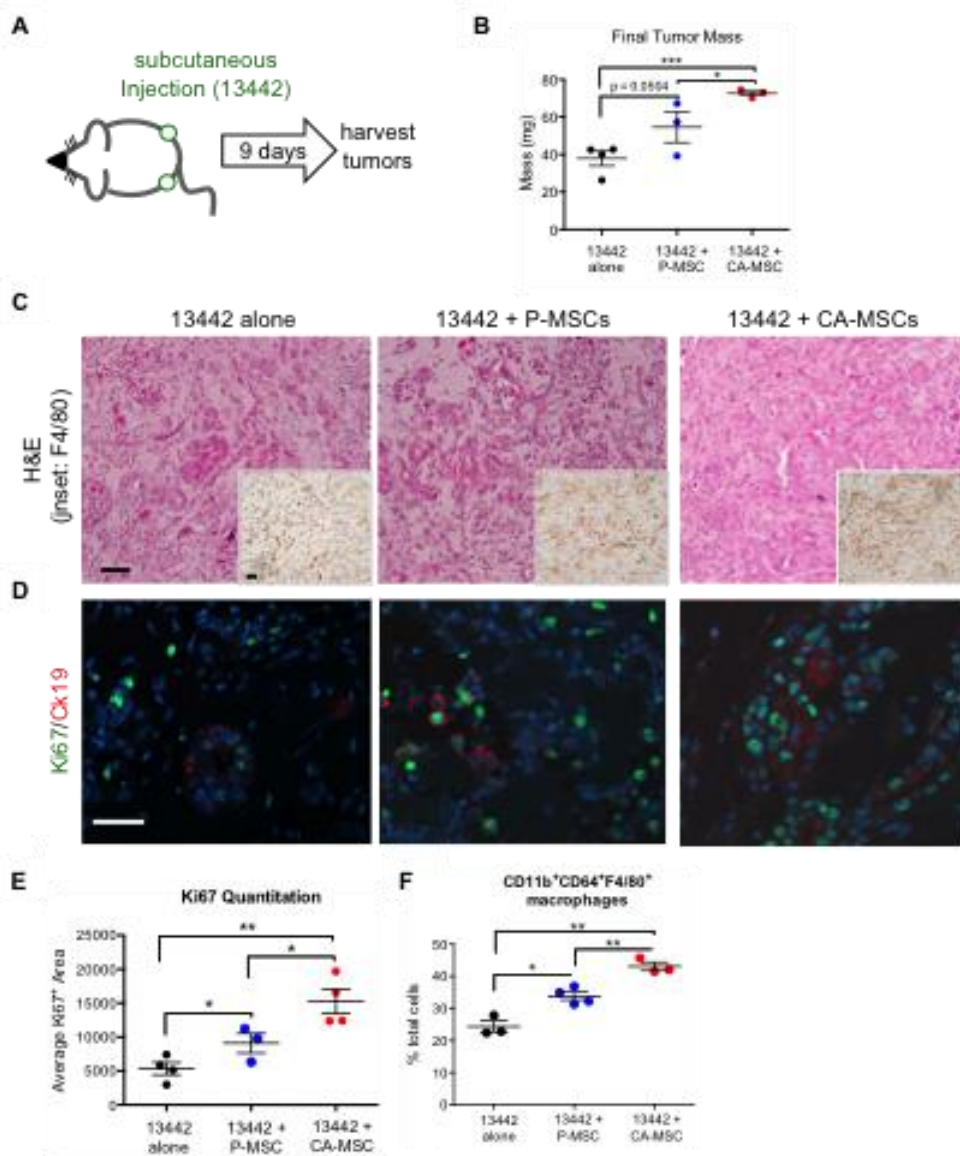 A
subcutaneous
Injection (13442)
9 days
harvest
tumors
B
Final Tumor Mass
***
*
p = 0.0504
Mass (mg)
80
60
40
20
0
13442
alone
13442 +
P-MSC
13442 +
CA-MSC
C
13442 alone
13442 + P-MSCs
13442 + CA-MSCs
H&E
(inset: F4/80)
D
Ki67/Ck19
E
Ki67 Quantitation
**
*
*
Average Ki67⁺ Area
25000
20000
15000
10000
5000
0
13442
alone
13442 +
P-MSC
13442 +
CA-MSC
F
CD11b⁺CD64⁺F4/80⁺
macrophages
**
**
*
% total cells
50
40
30
20
10
0
13442
alone
13442 +
P-MSC
13442 +
CA-MSC